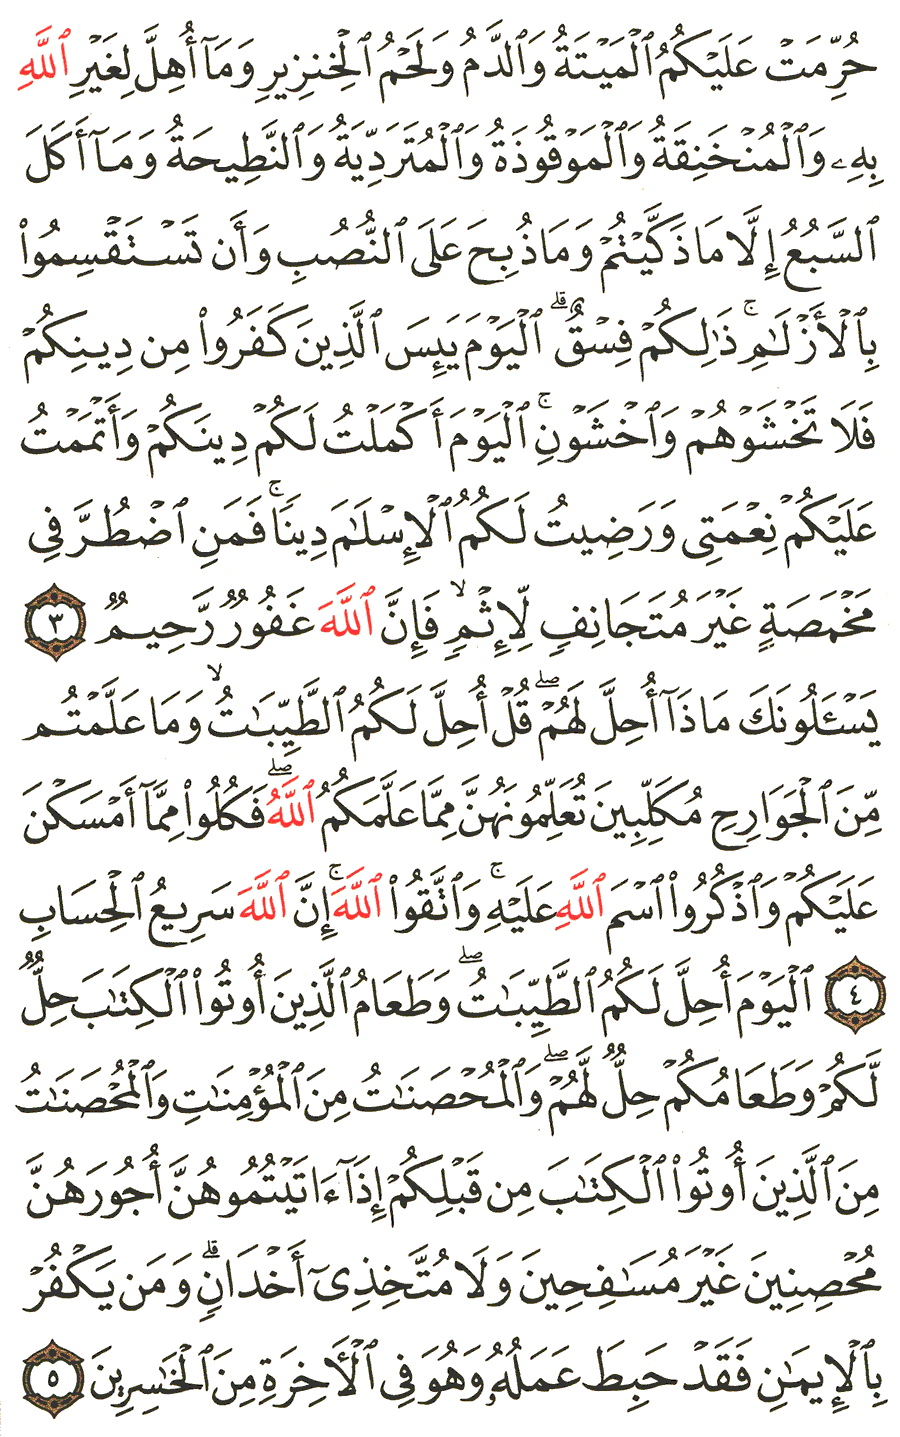 حُرِّمَتْ عَلَيْكُمُ ٱلْمَيْتَةُ وَٱلدَّمُ وَلَحْمُ ٱلْخِنزِيرِ وَمَآ أُهِلَّ لِغَيْرِ ٱللَّهِ
بِهِۦ وَٱلْمُنْخَنِقَةُ وَٱلْمَوْقُوذَةُ وَٱلْمُتَرَدِّيَةُ وَٱلنَّطِيحَةُ وَمَآ أَكَلَ
ٱلسَّبُعُ إِلَّا مَا ذَكَّيْتُمْ وَمَا ذُبِحَ عَلَى ٱلنُّصُبِ وَأَن تَسْتَقْسِمُوا۟
بِٱلْأَزْلَٰمِ ۚ ذَٰلِكُمْ فِسْقٌ ۗ ٱلْيَوْمَ يَئِسَ ٱلَّذِينَ كَفَرُوا۟ مِن دِينِكُمْ
فَلَا تَخْشَوْهُمْ وَٱخْشَوْنِ ۚ ٱلْيَوْمَ أَكْمَلْتُ لَكُمْ دِينَكُمْ وَأَتْمَمْتُ
عَلَيْكُمْ نِعْمَتِى وَرَضِيتُ لَكُمُ ٱلْإِسْلَٰمَ دِينًا ۚ فَمَنِ ٱضْطُرَّ فِى
مَخْمَصَةٍ غَيْرَ مُتَجَانِفٍ لِّإِثْمٍ ۙ فَإِنَّ ٱللَّهَ غَفُورٌ رَّحِيمٌ ٣
يَسْـَٔلُونَكَ مَاذَآ أُحِلَّ لَهُمْ ۖ قُلْ أُحِلَّ لَكُمُ ٱلطَّيِّبَٰتُ ۙ وَمَا عَلَّمْتُم
مِّنَ ٱلْجَوَارِحِ مُكَلِّبِينَ تُعَلِّمُونَهُنَّ مِمَّا عَلَّمَكُمُ ٱللَّهُ ۖ فَكُلُوا۟ مِمَّآ أَمْسَكْنَ
عَلَيْكُمْ وَٱذْكُرُوا۟ ٱسْمَ ٱللَّهِ عَلَيْهِ ۚ وَٱتَّقُوا۟ ٱللَّهَ ۚ إِنَّ ٱللَّهَ سَرِيعُ ٱلْحِسَابِ
٤ ٱلْيَوْمَ أُحِلَّ لَكُمُ ٱلطَّيِّبَٰتُ ۖ وَطَعَامُ ٱلَّذِينَ أُوتُوا۟ ٱلْكِتَٰبَ حِلٌّ
لَّكُمْ وَطَعَامُكُمْ حِلٌّ لَّهُمْ ۖ وَٱلْمُحْصَنَٰتُ مِنَ ٱلْمُؤْمِنَٰتِ وَٱلْمُحْصَنَٰتُ
مِنَ ٱلَّذِينَ أُوتُوا۟ ٱلْكِتَٰبَ مِن قَبْلِكُمْ إِذَآ ءَاتَيْتُمُوهُنَّ أُجُورَهُنَّ
مُحْصِنِينَ غَيْرَ مُسَٰفِحِينَ وَلَا مُتَّخِذِىٓ أَخْدَانٍ ۗ وَمَن يَكْفُرْ
بِٱلْإِيمَٰنِ فَقَدْ حَبِطَ عَمَلُهُۥ وَهُوَ فِى ٱلْأَخِرَةِ مِنَ ٱلْخَٰسِرِينَ ٥